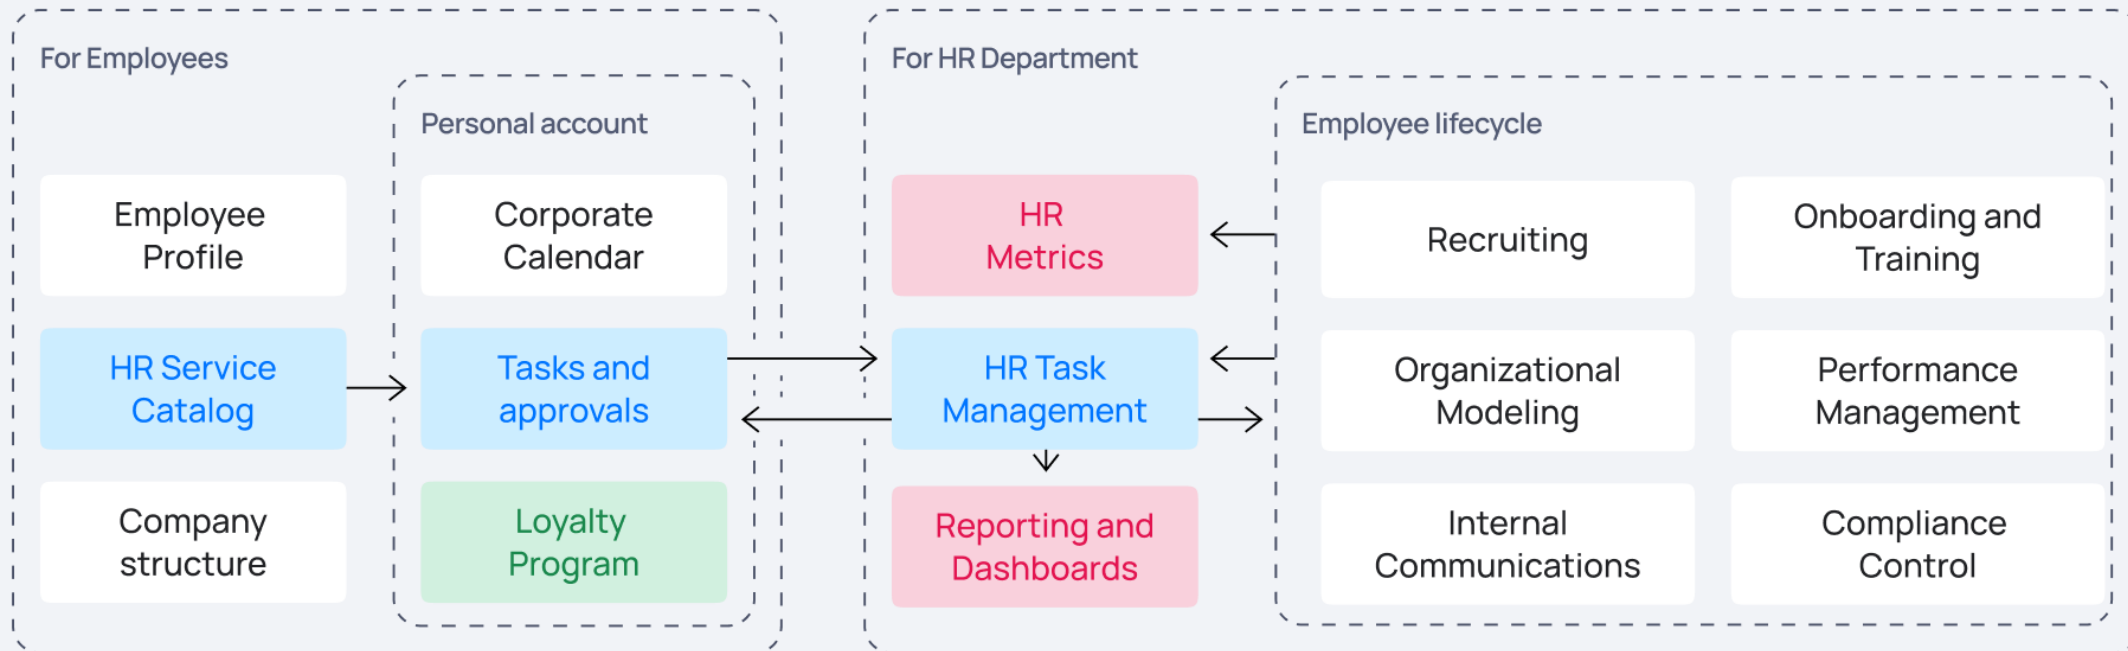 For Employees
Personal account
Employee
Profile
Corporate
Calendar
HR Service
Catalog
Tasks and
approvals
Company
structure
Loyalty
Program
For HR Department
Employee lifecycle
HR
Metrics
Recruiting
Onboarding and
Training
HR Task
Management
Organizational
Modeling
Performance
Management
Reporting and
Dashboards
Internal
Communications
Compliance
Control